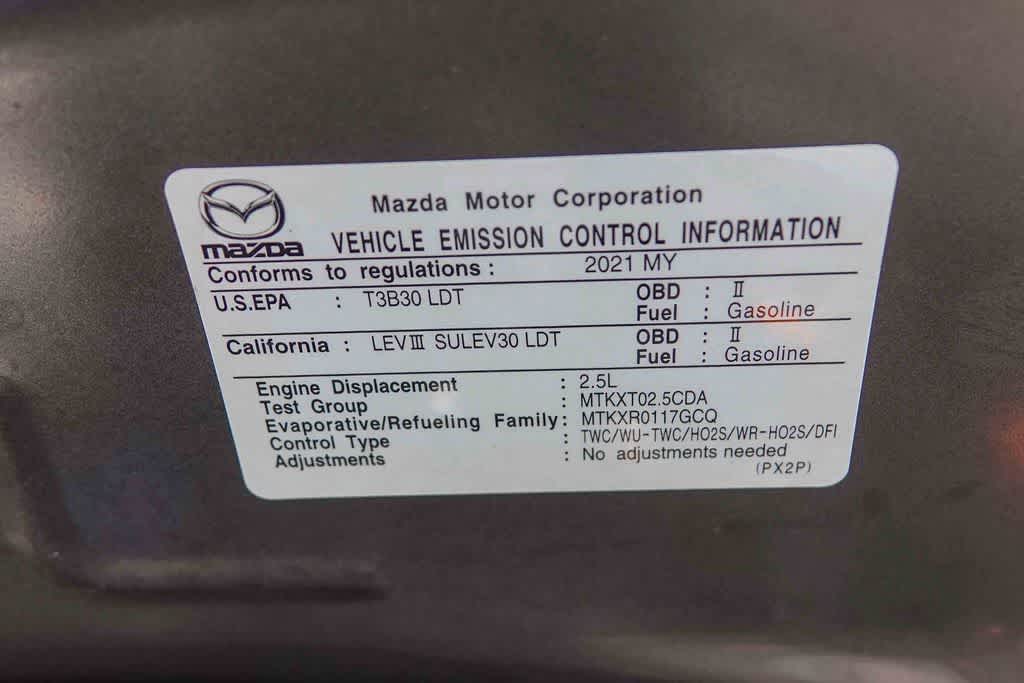 Mazda Motor Corporation
mazda VEHICLE EMISSION CONTROL INFORMATION
Conforms to regulations : 2021 MY
U.S.EPA : T3B30 LDT OBD : II
Fuel : Gasoline
California : LEVIII SULEV30 LDT OBD : II
Fuel : Gasoline
Engine Displacement : 2.5L
Test Group : MTKXT02.5CDA
Evaporative/Refueling Family : MTKXR0117GCQ
Control Type : TWC/WU-TWC/HO2S/WR-HO2S/DFI
Adjustments : No adjustments needed
(PX2P)